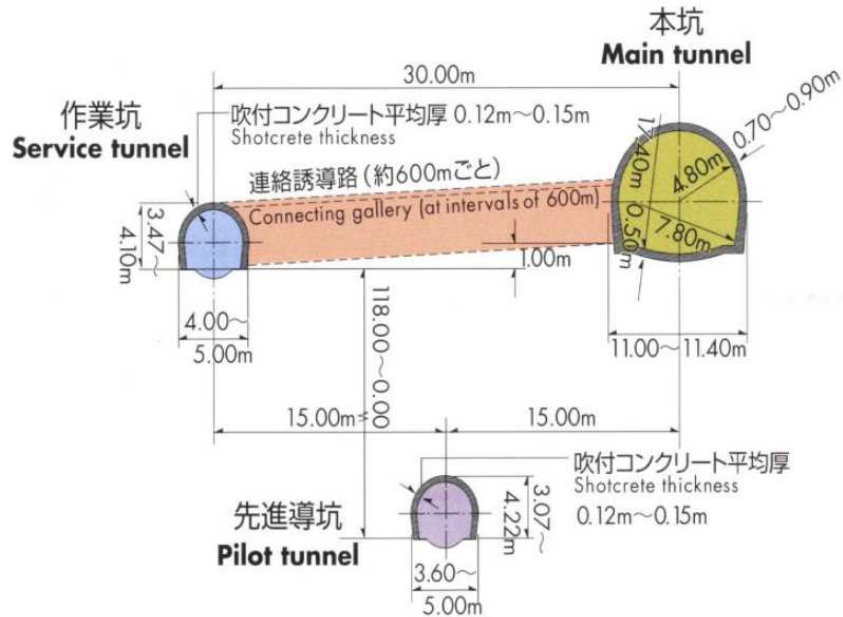 本坑
Main tunnel
30.00m
作業坑
Service tunnel
吹付コンクリート平均厚 0.12m～0.15m
Shotcrete thickness
0.70～0.90m
連絡誘導路 (約600mごと)
Connecting gallery (at intervals of 600m)
4.80m
7.80m
0.50m
3.47～
4.10m
1.00m
4.00～
5.00m
118.00～0.00
11.00～11.40m
15.00m
15.00m
吹付コンクリート平均厚
Shotcrete thickness
0.12m～0.15m
先進導坑
Pilot tunnel
3.07～
4.22m
3.60～
5.00m